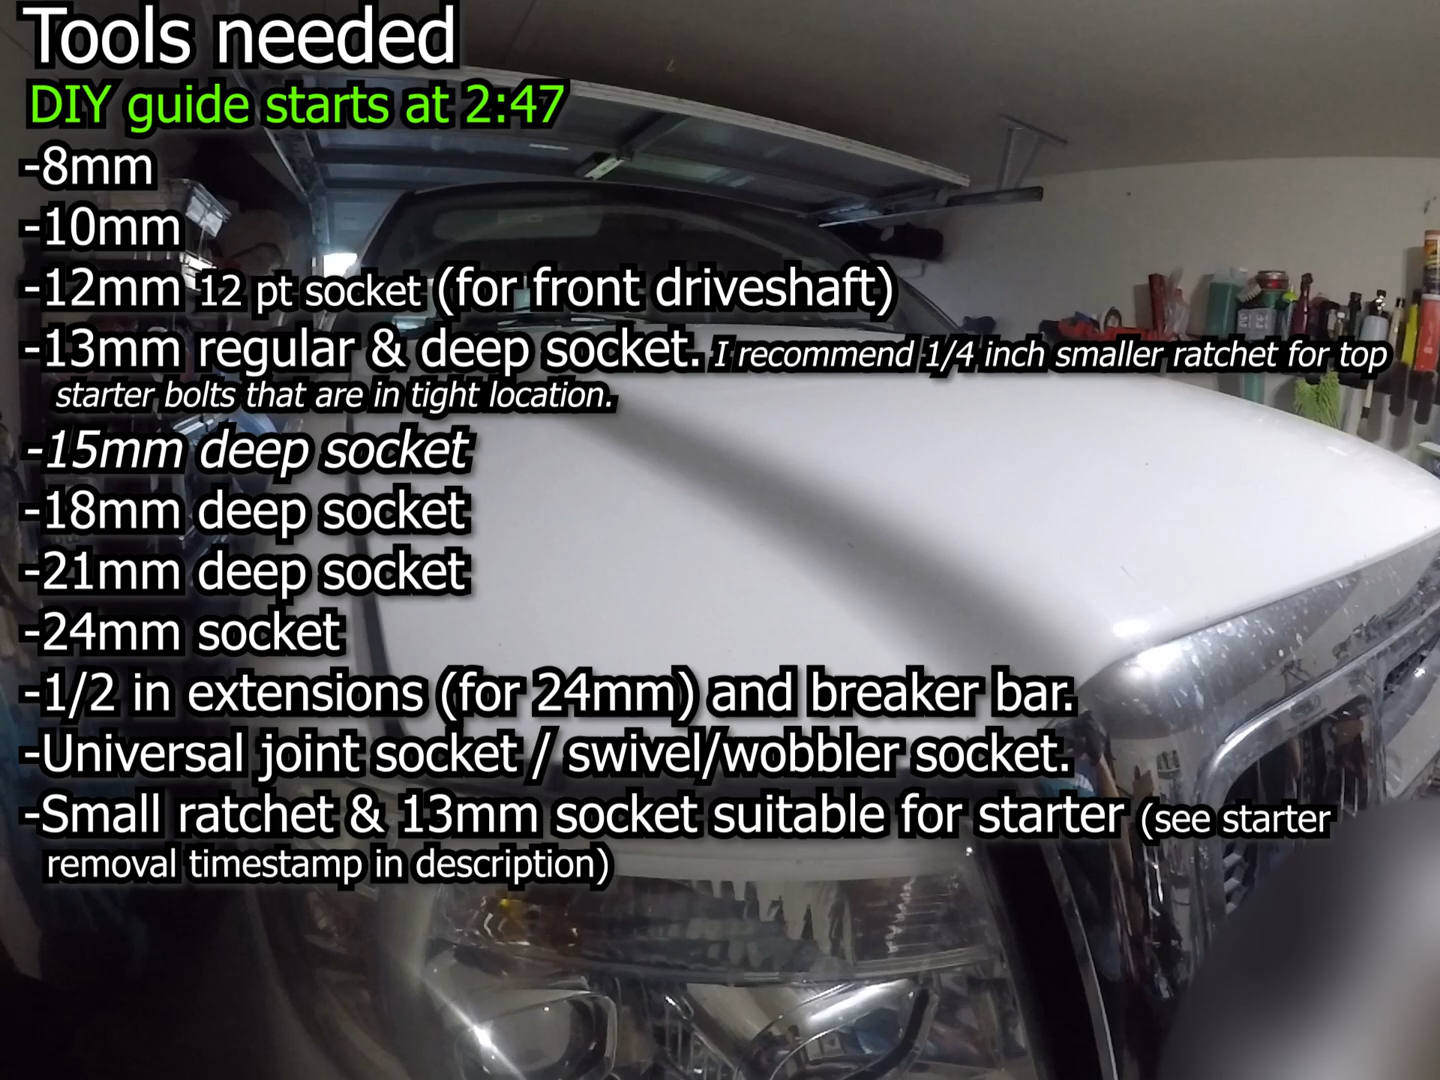 Tools needed
DIY guide starts at 2:47
-8mm
-10mm
-12mm 12 pt socket (for front driveshaft)
-13mm regular & deep socket. I recommend 1/4 inch smaller ratchet for top
starter bolts that are in tight location.
-15mm deep socket
-18mm deep socket
-21mm deep socket
-24mm socket
-1/2 in extensions (for 24mm) and breaker bar.
-Universal joint socket / swivel/wobbler socket.
-Small ratchet & 13mm socket suitable for starter (see starter
removal timestamp in description)